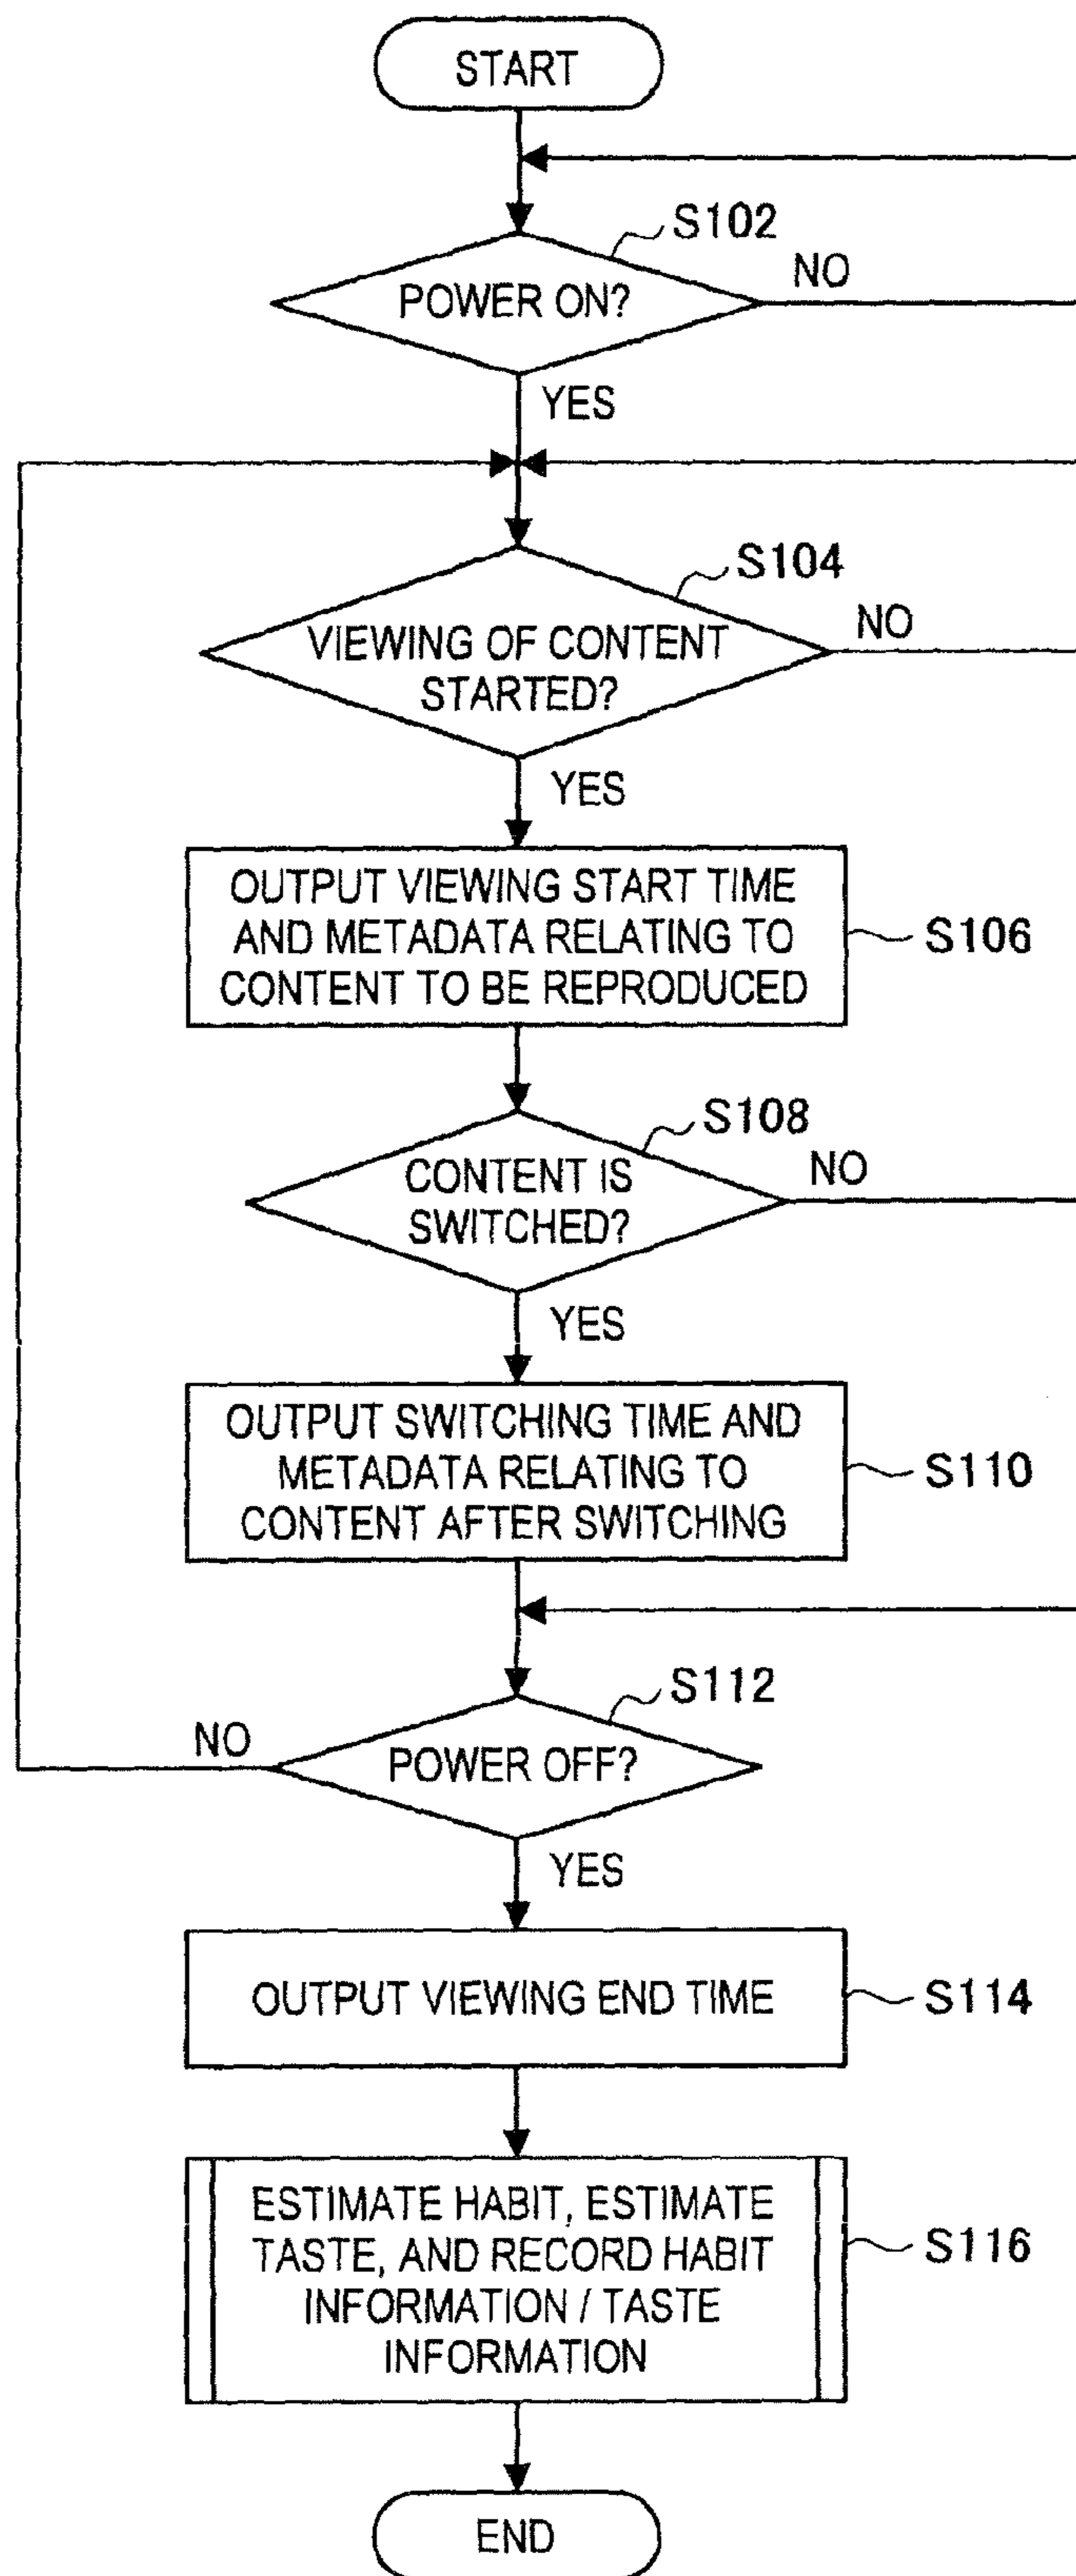 START
S102
POWER ON?
NO
YES
S104
VIEWING OF CONTENT
STARTED?
NO
YES
OUTPUT VIEWING START TIME
AND METADATA RELATING TO
CONTENT TO BE REPRODUCED
S106
S108
CONTENT IS
SWITCHED?
NO
YES
OUTPUT SWITCHING TIME AND
METADATA RELATING TO
CONTENT AFTER SWITCHING
S110
S112
NO
POWER OFF?
YES
OUTPUT VIEWING END TIME
S114
ESTIMATE HABIT, ESTIMATE
TASTE, AND RECORD HABIT
INFORMATION / TASTE
INFORMATION
S116
END